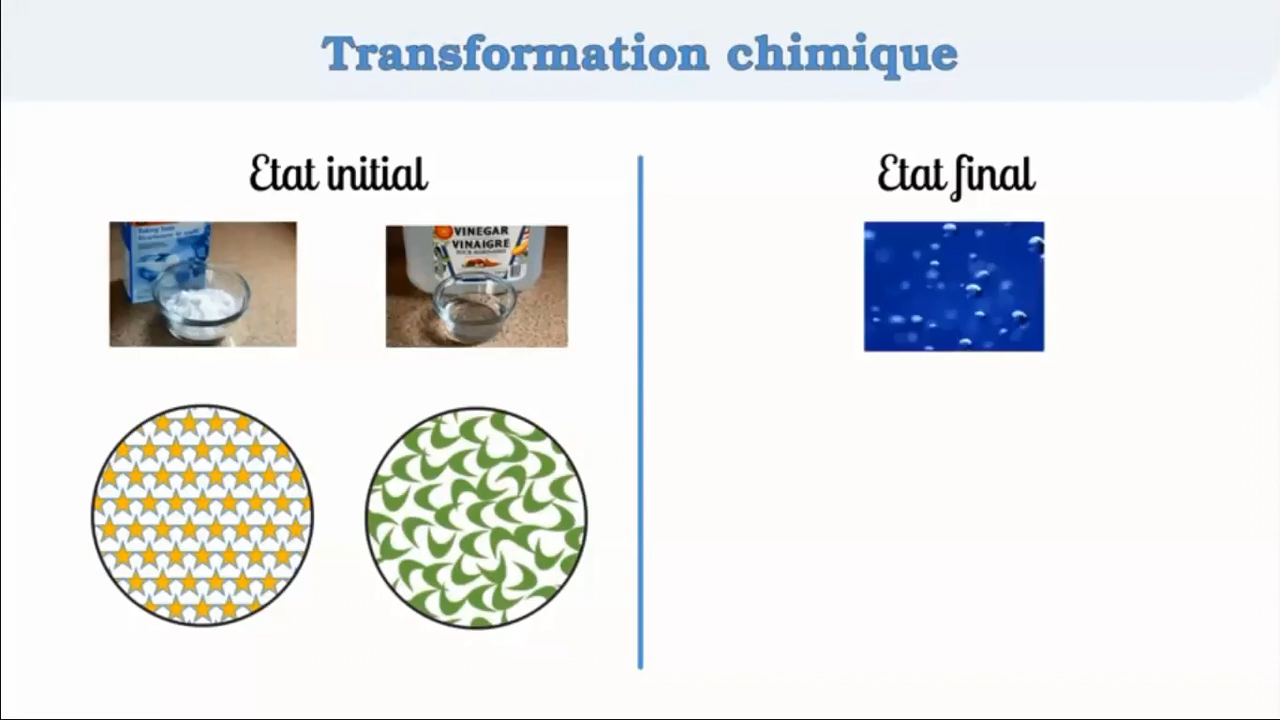 Transformation chimique
Etat initial
Etat final
Baking Soda
VINEGAR
VINAIGRE